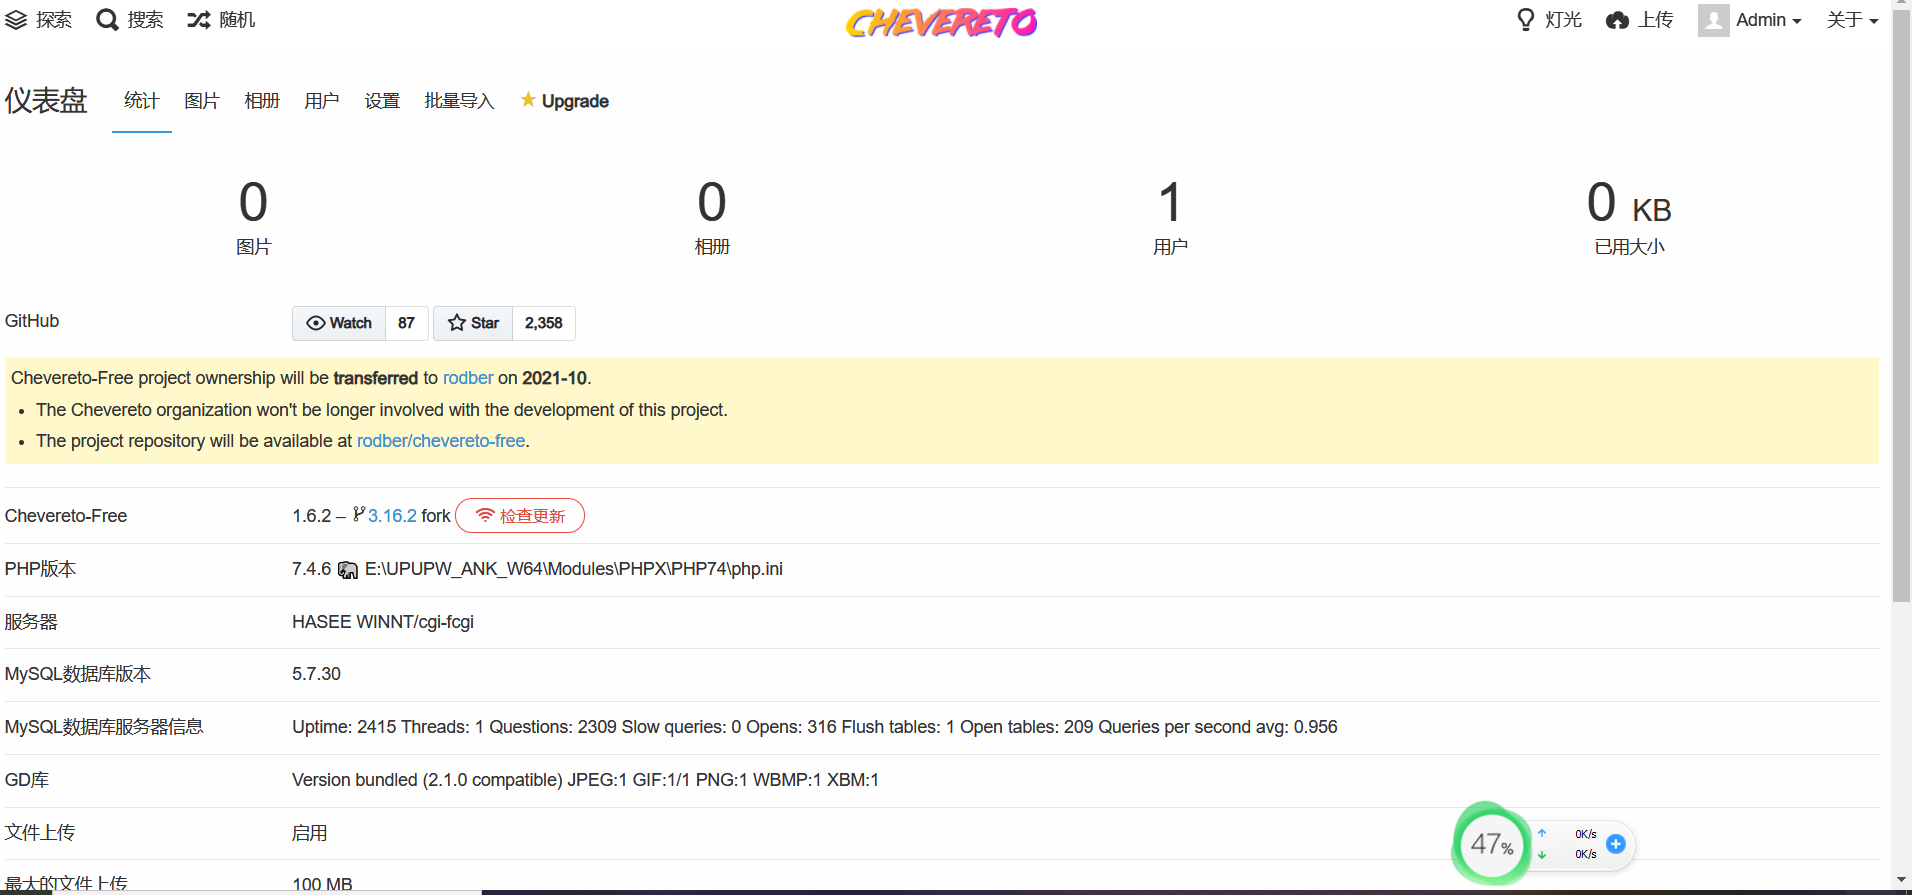 探索 搜索 随机 CHEVERETO 灯光 上传 Admin 关于
仪表盘 统计 图片 相册 用户 设置 批量导入 Upgrade
0 0 1 0 KB
图片 相册 用户 已用大小
GitHub Watch 87 Star 2,358
Chevereto-Free project ownership will be transferred to rodber on 2021-10.
The Chevereto organization won't be longer involved with the development of this project.
The project repository will be available at rodber/chevereto-free.
Chevereto-Free 1.6.2 – 3.16.2 fork 检查更新
PHP版本 7.4.6 E:\UPUPW_ANK_W64\Modules\PHPX\PHP74\php.ini
服务器 HASEE WINNT/cgi-fcgi
MySQL数据库版本 5.7.30
MySQL数据库服务器信息 Uptime: 2415 Threads: 1 Questions: 2309 Slow queries: 0 Opens: 316 Flush tables: 1 Open tables: 209 Queries per second avg: 0.956
GD库 Version bundled (2.1.0 compatible) JPEG:1 GIF:1/1 PNG:1 WBMP:1 XBM:1
文件上传 启用
47% 0K/s
0K/s
最大的文件上传 100 MB